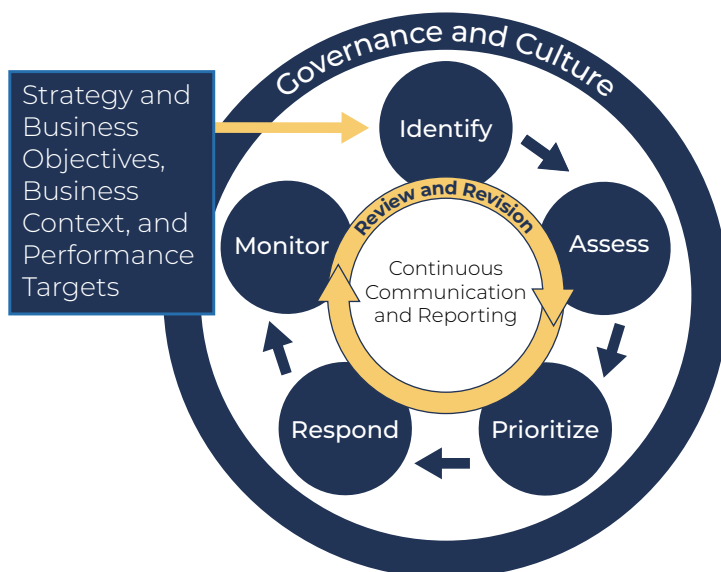 Governance and Culture
Strategy and
Business
Objectives,
Business
Context, and
Performance
Targets
Identify
Assess
Prioritize
Respond
Monitor
Review and Revision
Continuous
Communication
and Reporting